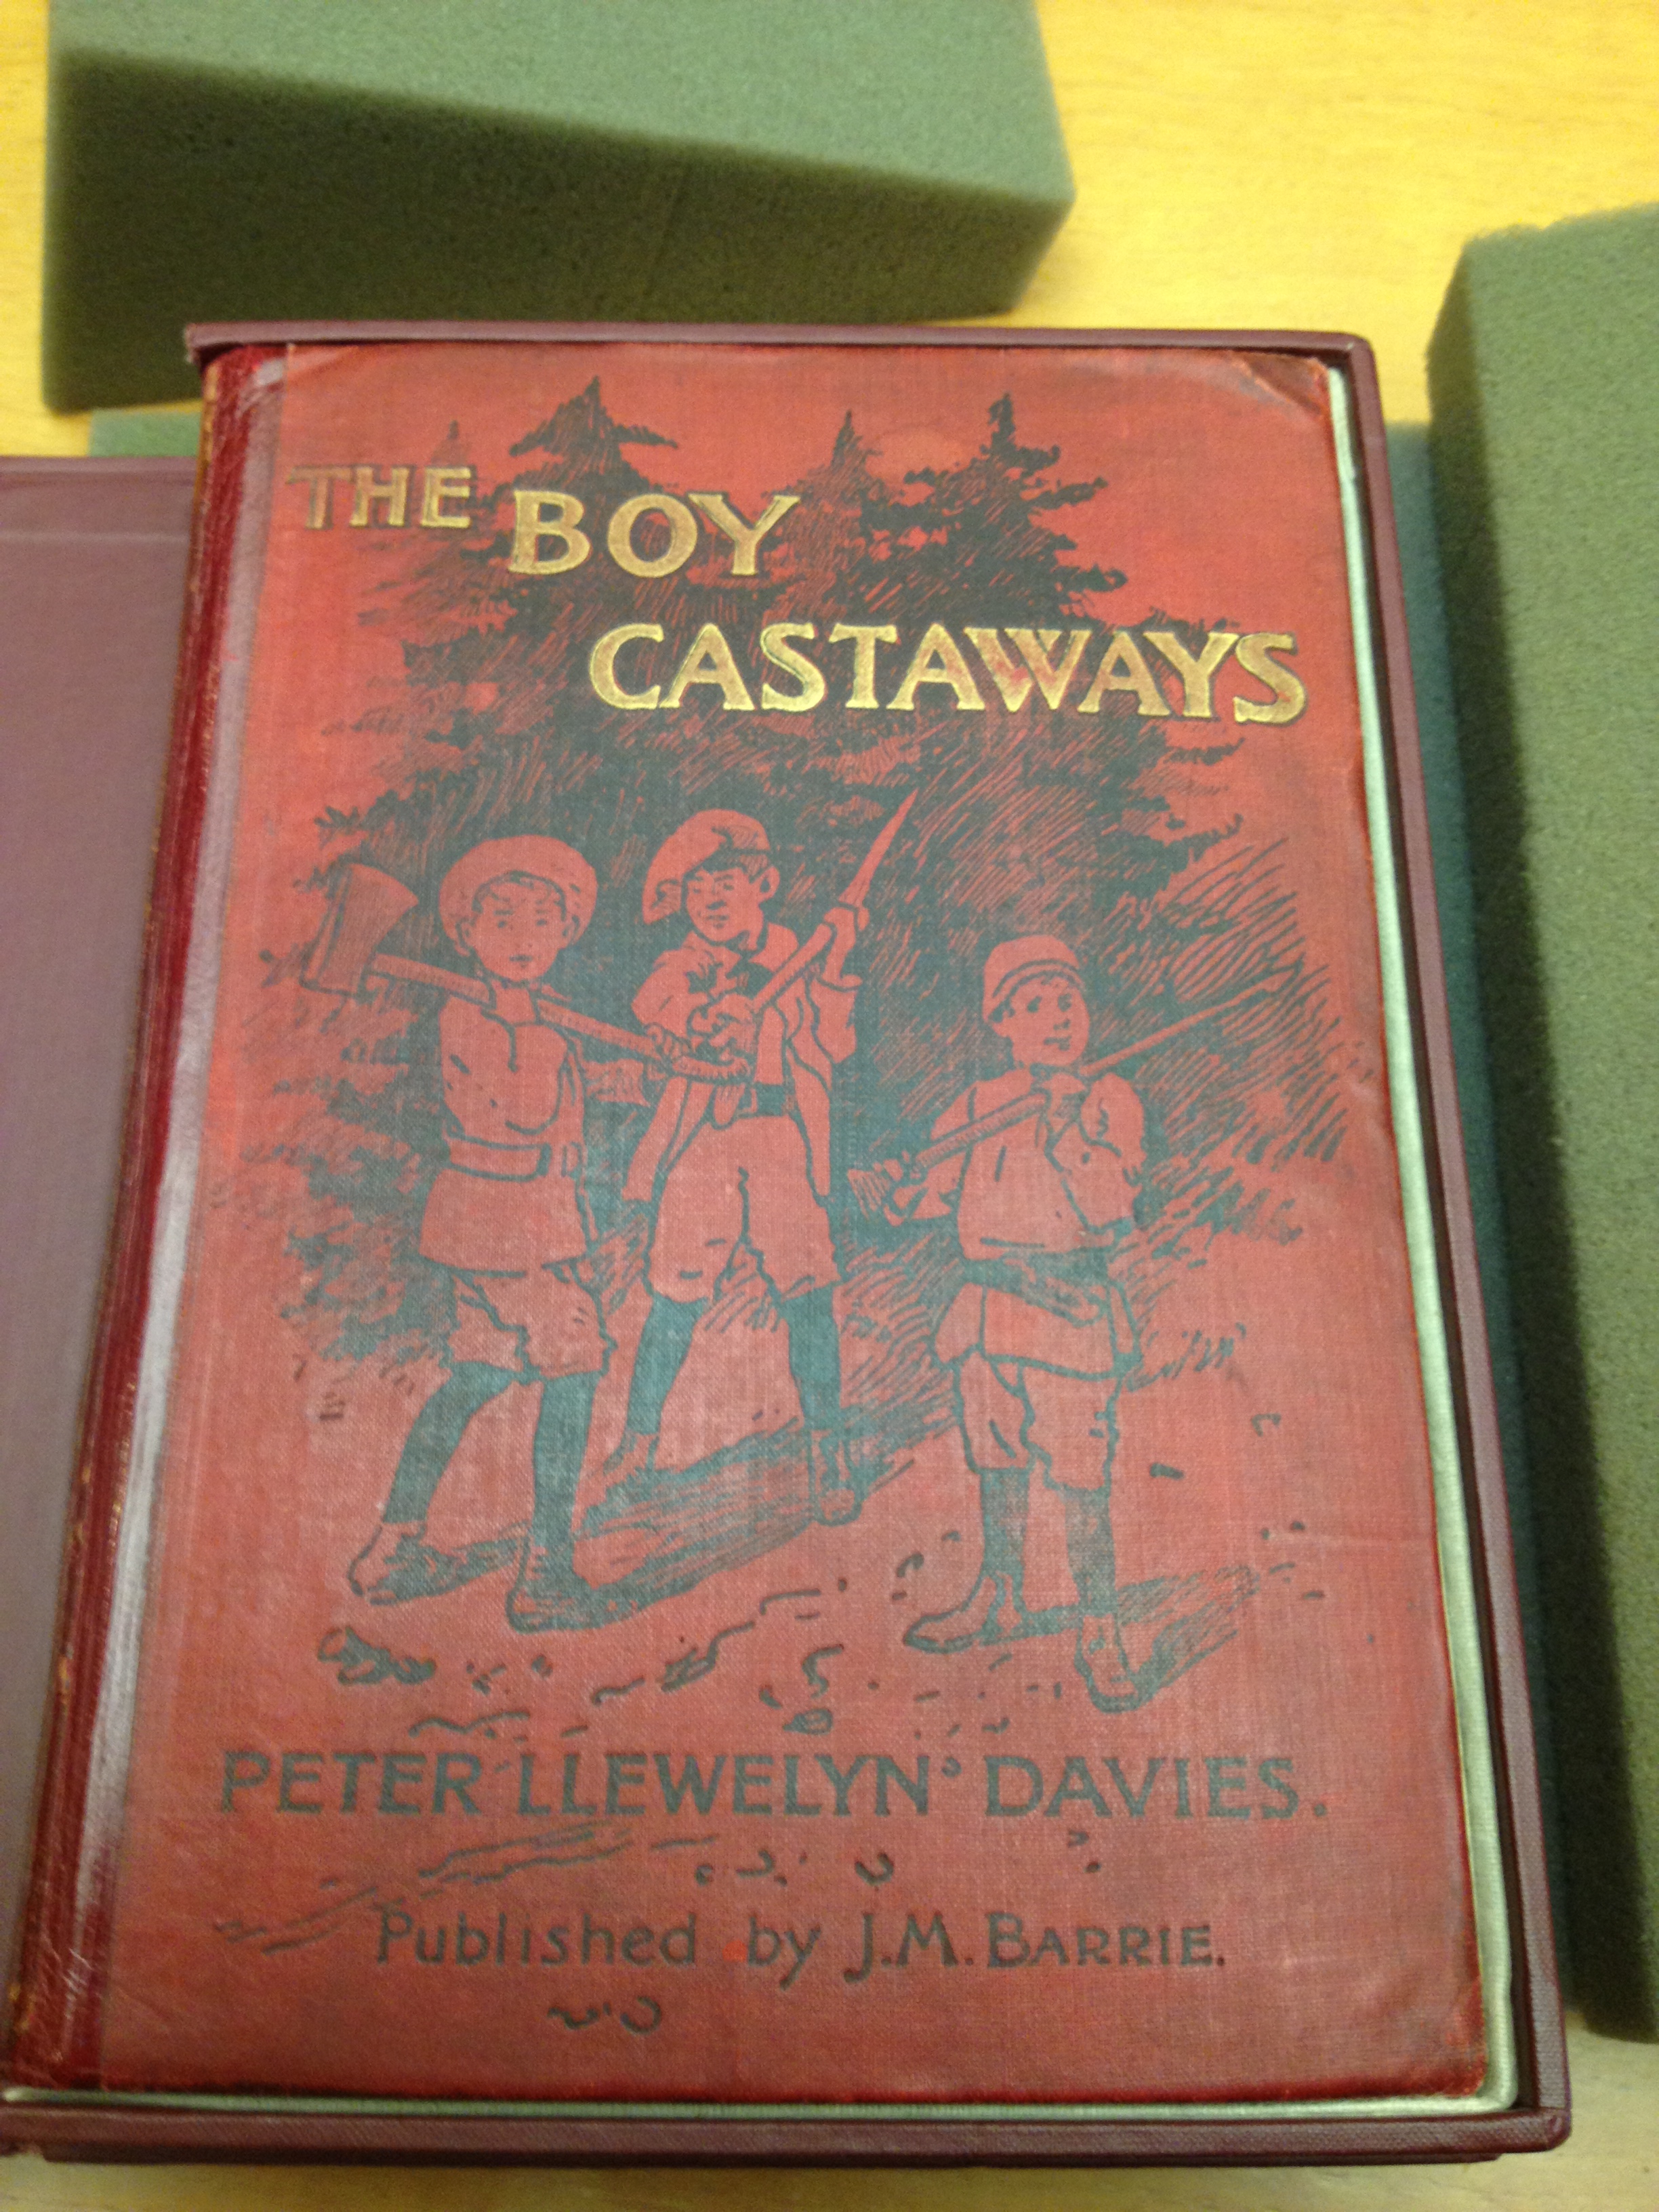 THE BOY
CASTAWAYS
PETER LLEWELYN DAVIES.
Published by J.M. BARRIE.